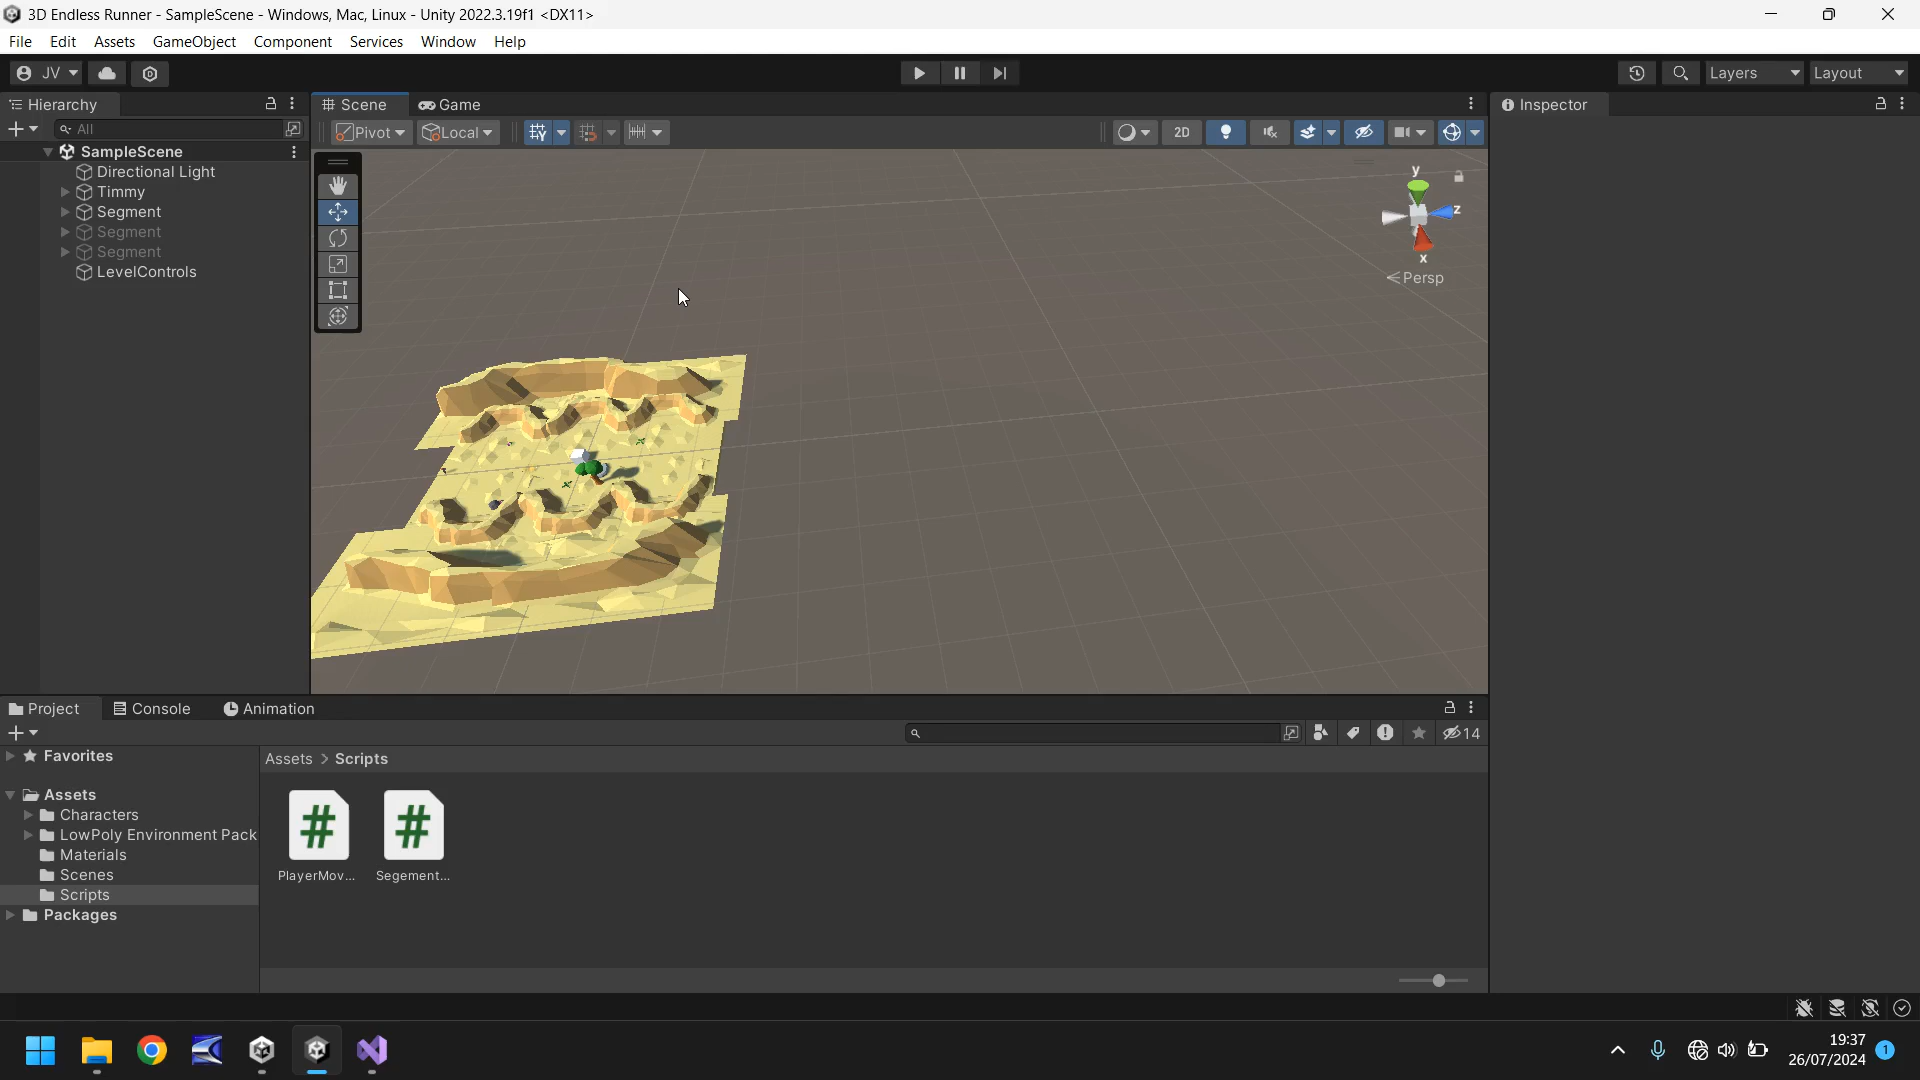 3D Endless Runner - SampleScene - Windows, Mac, Linux - Unity 2022.3.19f1 <DX11>
File Edit Assets GameObject Component Services Window Help
JV Layers Layout
Hierarchy Scene Game Inspector
All Pivot Local 2D
SampleScene
Directional Light
Timmy
Segment
Segment
Segment
LevelControls
y
z
x
Persp
Project Console Animation
14
Favorites
Assets > Scripts
Assets
Characters
LowPoly Environment Pack
Materials
Scenes
Scripts
Packages
# #
PlayerMov... Segement...
19:37
26/07/2024
1